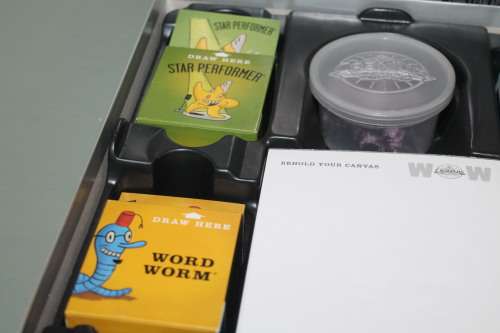 STAR PERFORMER
DRAW HERE
STAR PERFORMER
BEHOLD YOUR CANVAS
WOW
DRAW HERE
WORD
WORM